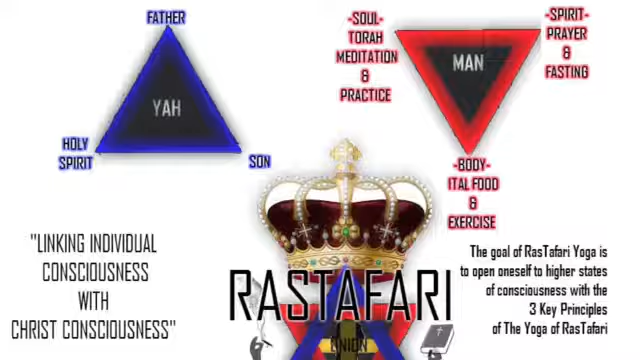 FATHER
YAH
HOLY
SPIRIT
SON
-SOUL-
TORAH
MEDITATION
&
PRACTICE
MAN
-SPIRIT-
PRAYER
&
FASTING
-BODY-
ITAL FOOD
&
EXERCISE
"LINKING INDIVIDUAL
CONSCIOUSNESS
WITH
CHRIST CONSCIOUSNESS"
RASTAFARI
UNION
The goal of RasTafari Yoga is
to open oneself to higher states
of consciousness with the
3 Key Principles
of The Yoga of RasTafari